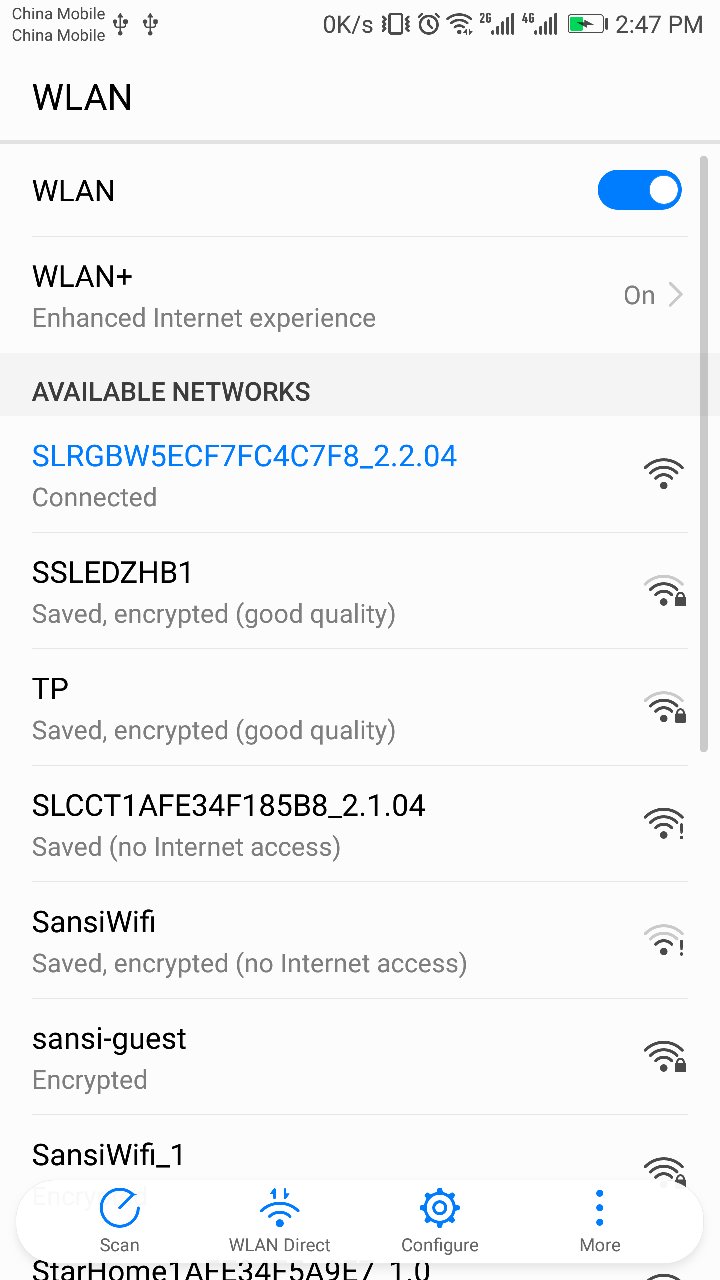 China Mobile
China Mobile
0K/s 2G 4G 2:47 PM
WLAN
WLAN
WLAN+
On
Enhanced Internet experience
AVAILABLE NETWORKS
SLRGBW5ECF7FC4C7F8_2.2.04
Connected
SSLEDZHB1
Saved, encrypted (good quality)
TP
Saved, encrypted (good quality)
SLCCT1AFE34F185B8_2.1.04
Saved (no Internet access)
SansiWifi
Saved, encrypted (no Internet access)
sansi-guest
Encrypted
SansiWifi_1
Encrypted
Scan WLAN Direct Configure More
StarHome1AFE34F5A9E7_1.0